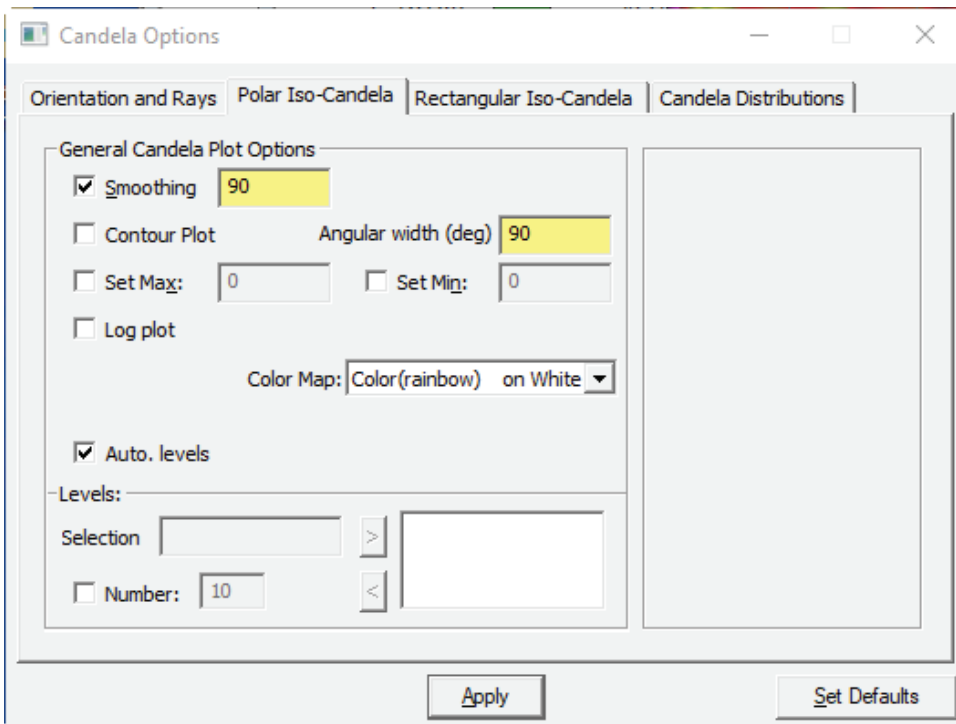 Candela Options
Orientation and Rays Polar Iso-Candela Rectangular Iso-Candela Candela Distributions
General Candela Plot Options
Smoothing 90
Contour Plot Angular width (deg) 90
Set Max: 0 Set Min: 0
Log plot
Color Map: Color(rainbow) on White
Auto. levels
Levels:
Selection >
Number: 10 <
Apply Set Defaults